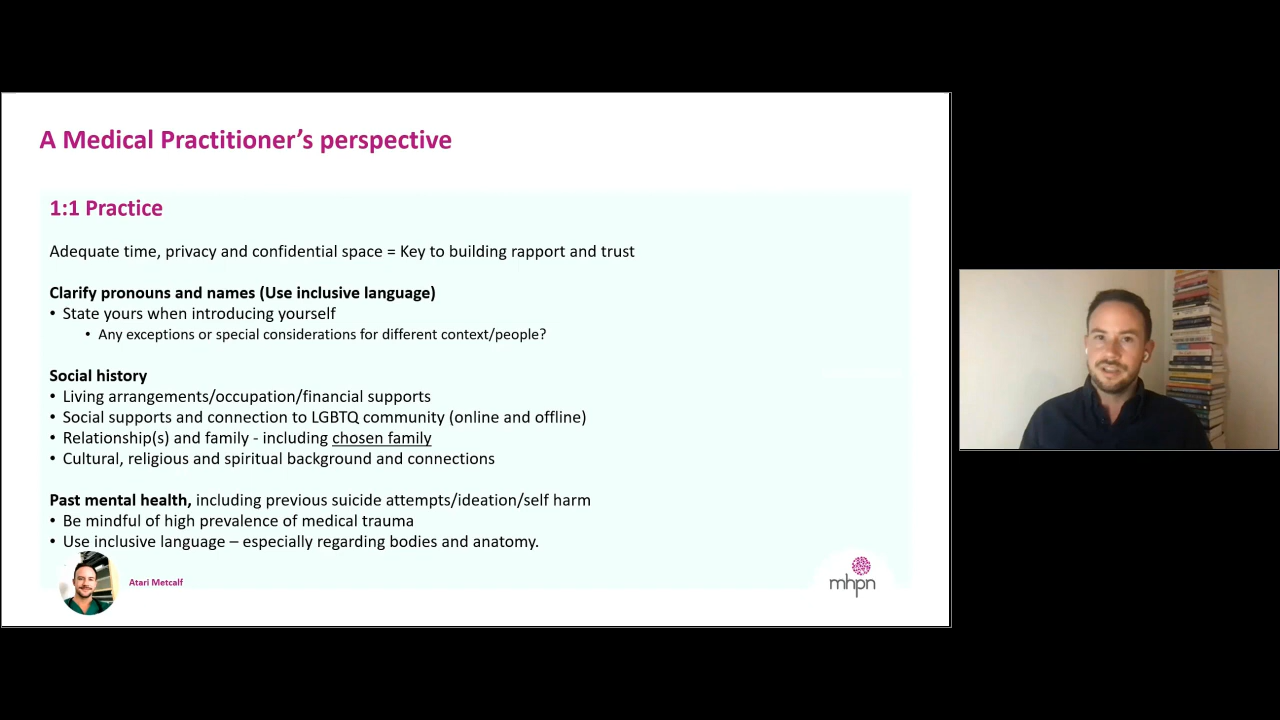 A Medical Practitioner’s perspective
1:1 Practice
Adequate time, privacy and confidential space = Key to building rapport and trust
Clarify pronouns and names (Use inclusive language)
• State yours when introducing yourself
• Any exceptions or special considerations for different context/people?
Social history
• Living arrangements/occupation/financial supports
• Social supports and connection to LGBTQ community (online and offline)
• Relationship(s) and family - including chosen family
• Cultural, religious and spiritual background and connections
Past mental health, including previous suicide attempts/ideation/self harm
• Be mindful of high prevalence of medical trauma
• Use inclusive language – especially regarding bodies and anatomy.
Atari Metcalf
mhpn